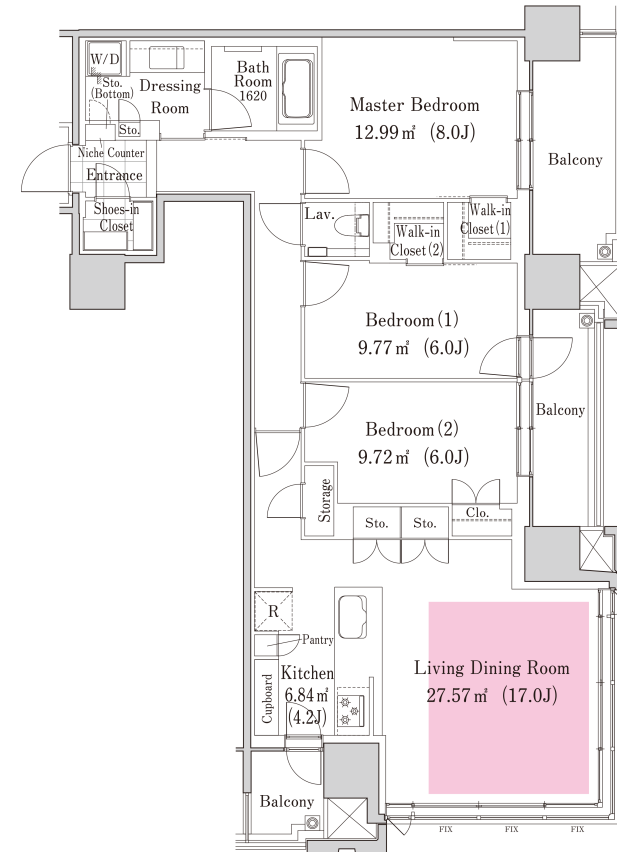 W/D
Sto.
(Bottom)
Dressing
Room
Sto.
Bath
Room
1620
Master Bedroom
12.99㎡ (8.0J)
Balcony
Niche Counter
Entrance
Shoes-in
Closet
Lav.
Walk-in
Closet(2)
Walk-in
Closet(1)
Bedroom(1)
9.77㎡ (6.0J)
Bedroom(2)
9.72㎡ (6.0J)
Balcony
Storage
Sto.
Sto.
Clo.
R
Pantry
Cupboard
Kitchen
6.84㎡
(4.2J)
Living Dining Room
27.57㎡ (17.0J)
Balcony
FIX
FIX
FIX